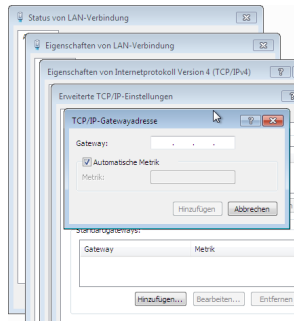 Status von LAN-Verbindung
Eigenschaften von LAN-Verbindung
Eigenschaften von Internetprotokoll Version 4 (TCP/IPv4)
Erweiterte TCP/IP-Einstellungen
TCP/IP-Gatewayadresse
Gateway:
Automatische Metrik
Metrik:
Hinzufügen Abbrechen
Standardgateways:
Gateway Metrik
Hinzufügen... Bearbeiten... Entfernen